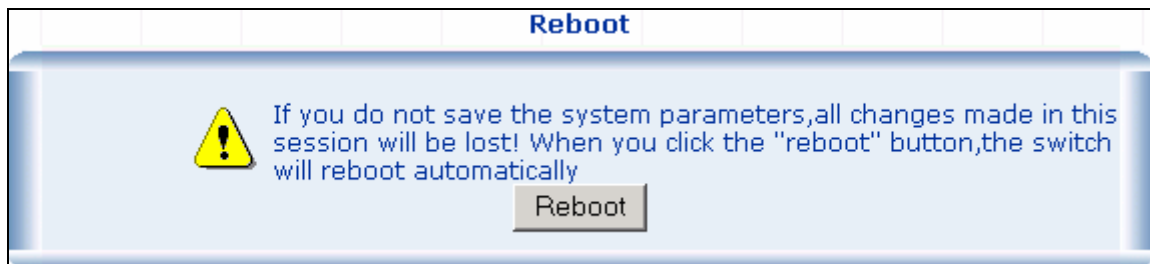 Reboot
If you do not save the system parameters,all changes made in this
session will be lost! When you click the "reboot" button,the switch
will reboot automatically
Reboot